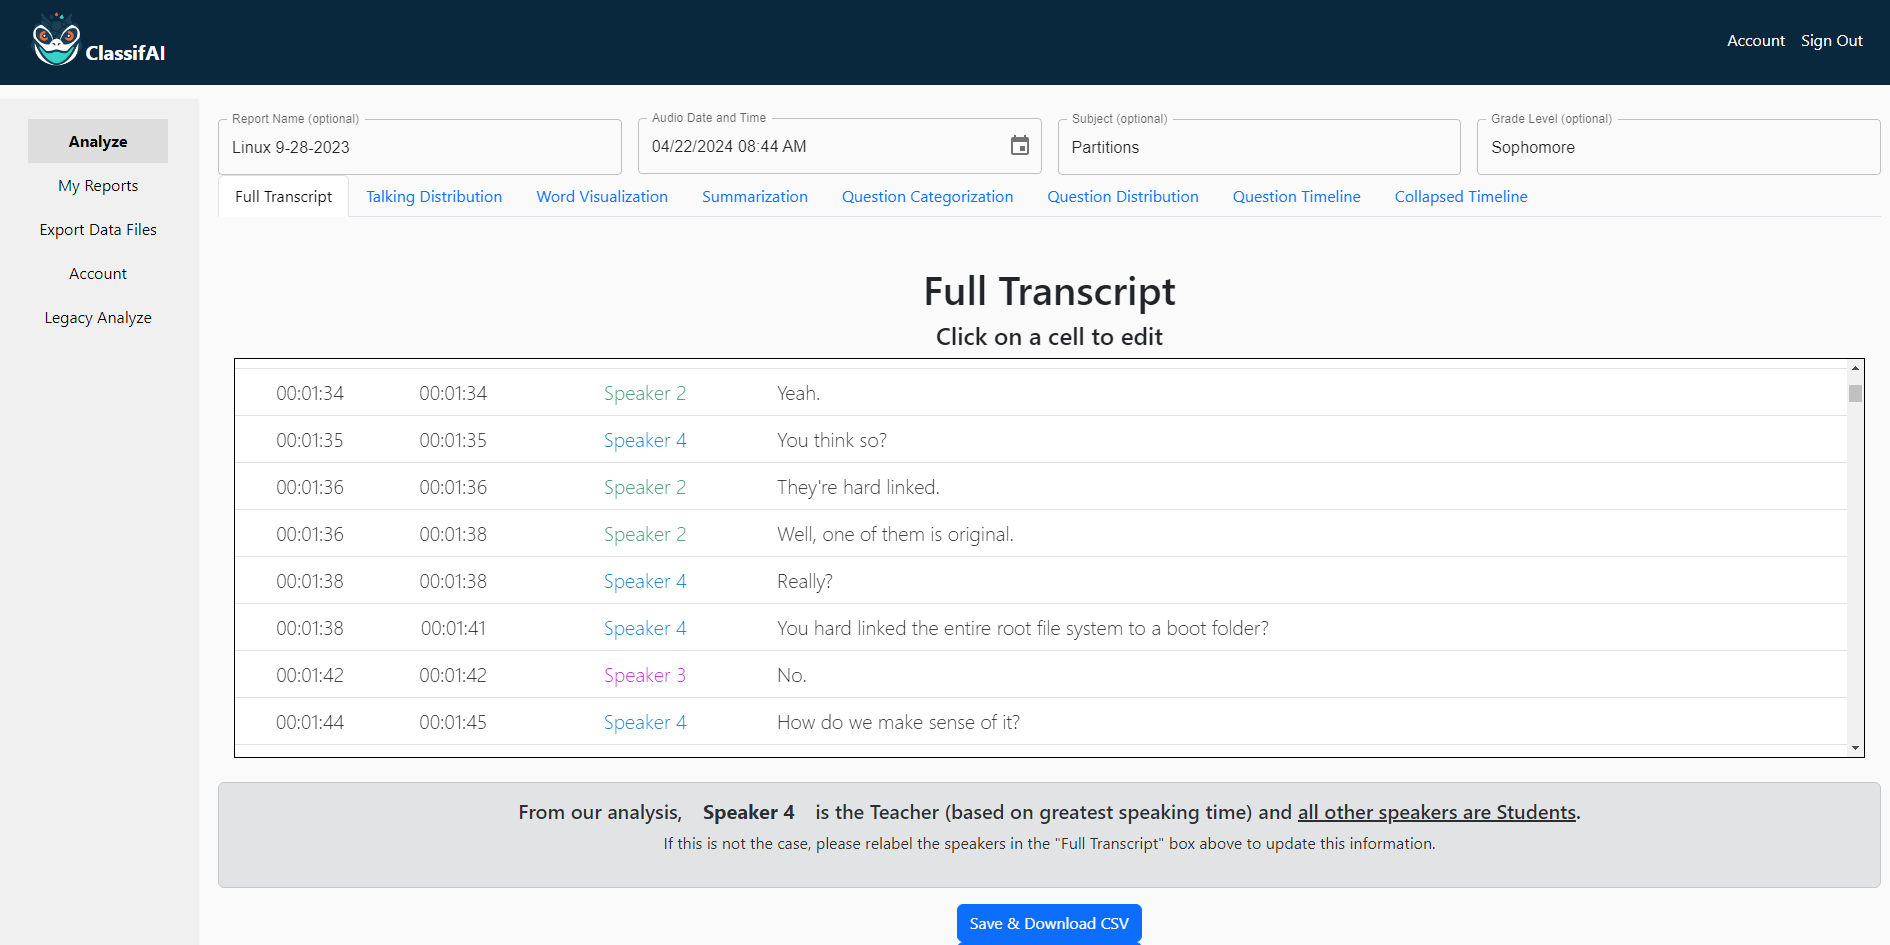 ClassifAI
Account Sign Out
Analyze
My Reports
Export Data Files
Account
Legacy Analyze
Report Name (optional)
Linux 9-28-2023
Audio Date and Time
04/22/2024 08:44 AM
Subject (optional)
Partitions
Grade Level (optional)
Sophomore
Full Transcript Talking Distribution Word Visualization Summarization Question Categorization Question Distribution Question Timeline Collapsed Timeline
Full Transcript
Click on a cell to edit
00:01:34 00:01:34 Speaker 2 Yeah.
00:01:35 00:01:35 Speaker 4 You think so?
00:01:36 00:01:36 Speaker 2 They're hard linked.
00:01:36 00:01:38 Speaker 2 Well, one of them is original.
00:01:38 00:01:38 Speaker 4 Really?
00:01:38 00:01:41 Speaker 4 You hard linked the entire root file system to a boot folder?
00:01:42 00:01:42 Speaker 3 No.
00:01:44 00:01:45 Speaker 4 How do we make sense of it?
From our analysis, Speaker 4 is the Teacher (based on greatest speaking time) and all other speakers are Students.
If this is not the case, please relabel the speakers in the "Full Transcript" box above to update this information.
Save & Download CSV